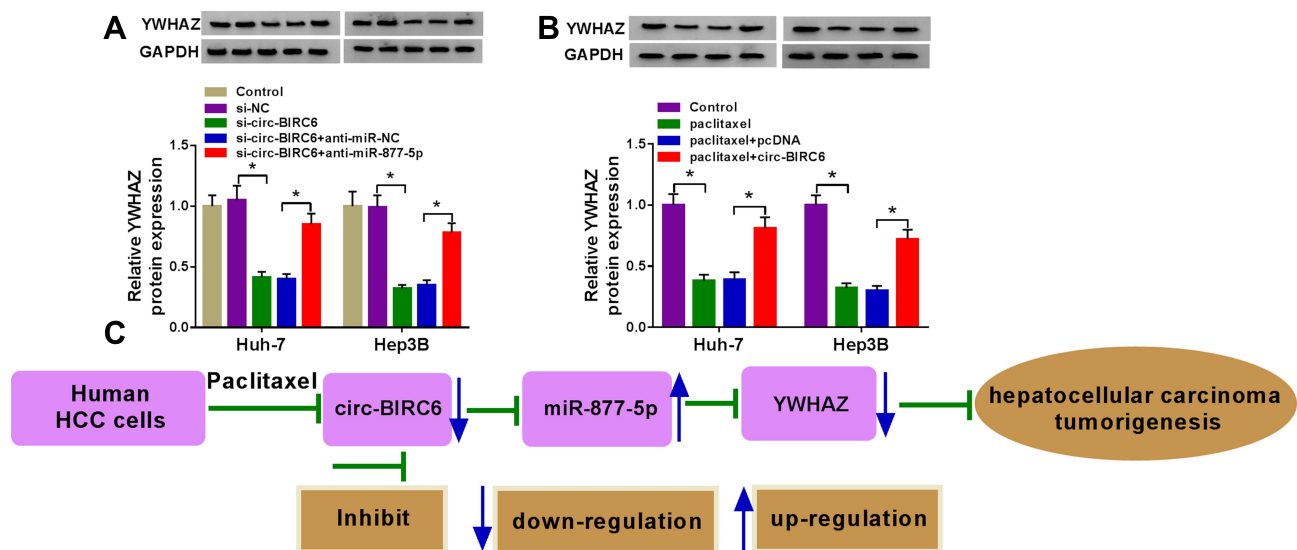 A
YWHAZ
GAPDH
Control
si-NC
si-circ-BIRC6
si-circ-BIRC6+anti-miR-NC
si-circ-BIRC6+anti-miR-877-5p
Relative YWHAZ
protein expression
1.5
1.0
0.5
0.0
*
*
*
*
Huh-7
Hep3B
B
YWHAZ
GAPDH
Control
paclitaxel
paclitaxel+pcDNA
paclitaxel+circ-BIRC6
Relative YWHAZ
protein expression
1.5
1.0
0.5
0.0
*
*
*
*
Huh-7
Hep3B
C
Human
HCC cells
Paclitaxel
circ-BIRC6
miR-877-5p
YWHAZ
hepatocellular carcinoma
tumorigenesis
Inhibit
down-regulation
up-regulation